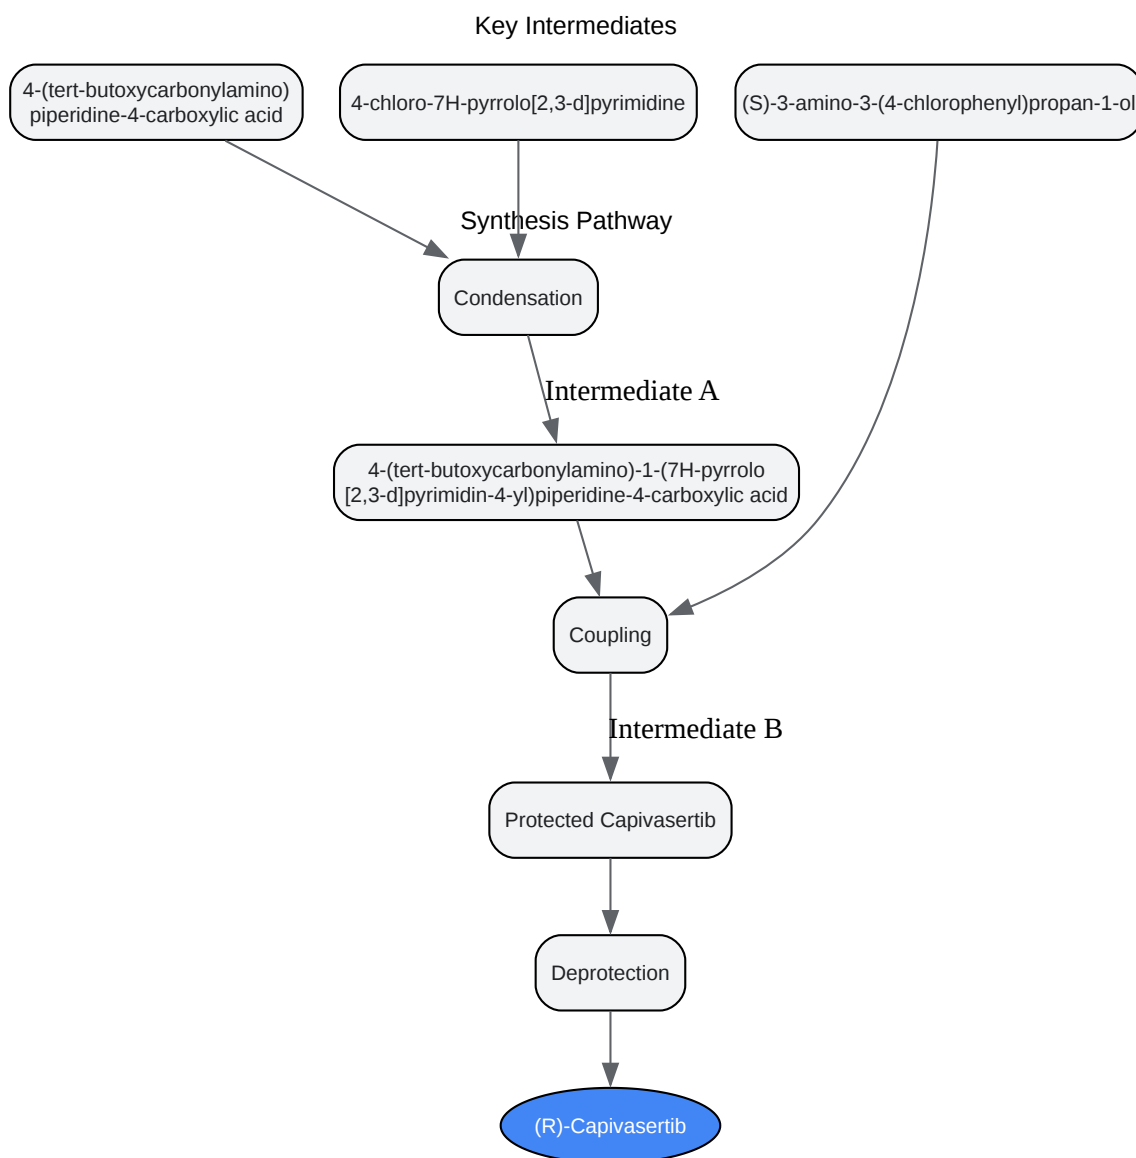 Key Intermediates
4-(tert-butoxycarbonylamino)
piperidine-4-carboxylic acid
4-chloro-7H-pyrrolo[2,3-d]pyrimidine
(S)-3-amino-3-(4-chlorophenyl)propan-1-ol
Synthesis Pathway
Condensation
Intermediate A
4-(tert-butoxycarbonylamino)-1-(7H-pyrrolo
[2,3-d]pyrimidin-4-yl)piperidine-4-carboxylic acid
Coupling
Intermediate B
Protected Capivasertib
Deprotection
(R)-Capivasertib